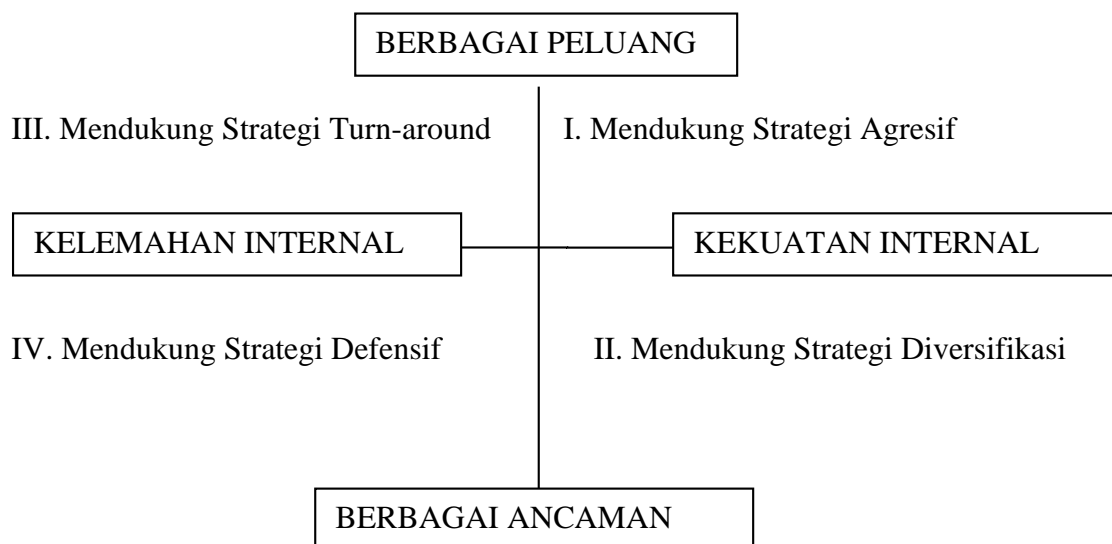 BERBAGAI PELUANG
III. Mendukung Strategi Turn-around
I. Mendukung Strategi Agresif
KELEMAHAN INTERNAL
KEKUATAN INTERNAL
IV. Mendukung Strategi Defensif
II. Mendukung Strategi Diversifikasi
BERBAGAI ANCAMAN